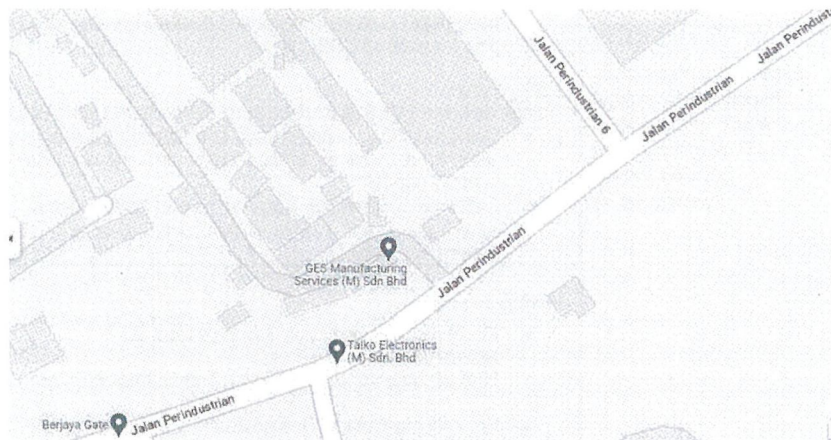 Jalan Perindust
Jalan Perindustrian 6
Jalan Perindustrian
Jalan Perindustrian
GES Manufacturing
Services (M) Sdn Bhd
Taiko Electronics
(M) Sdn. Bhd
Jalan Perindustrian
Berjaya Gate